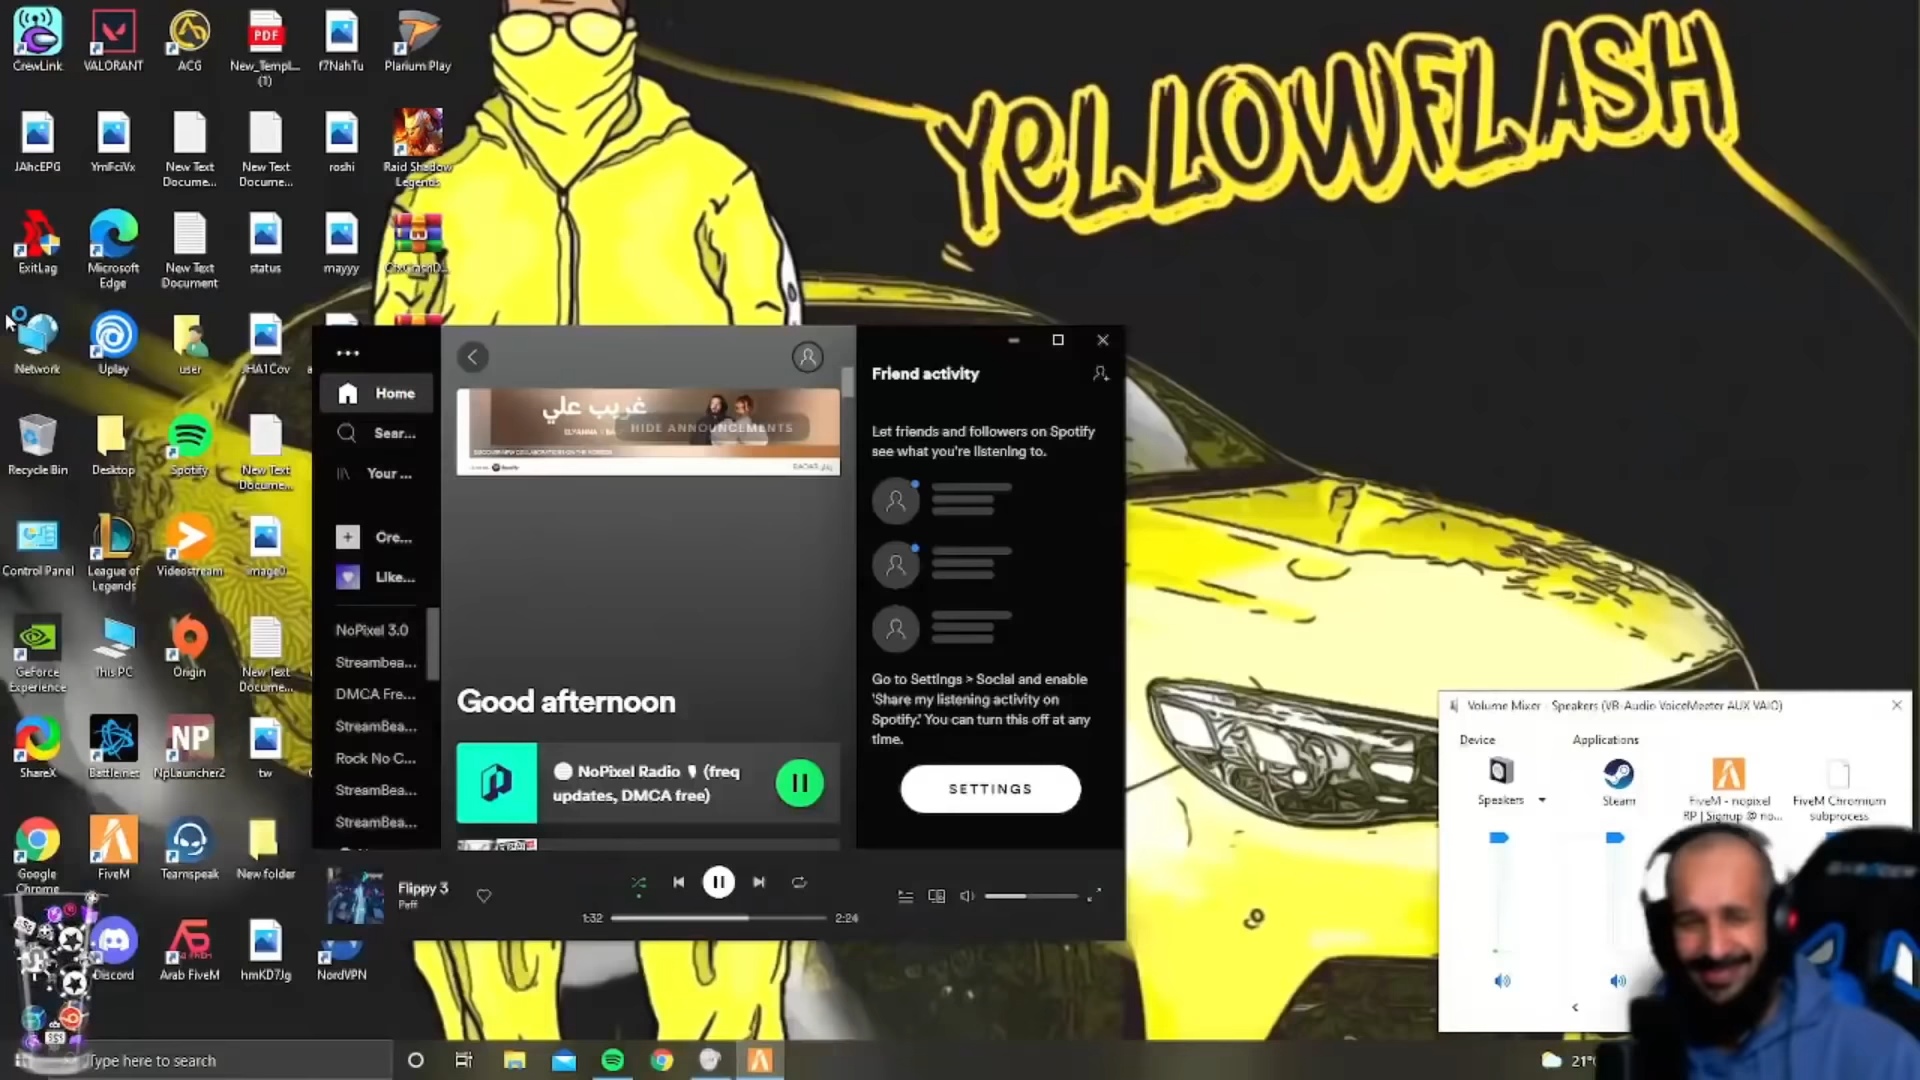 CrewLink
VALORANT
ACG
PDF
New_Templ...
(1)
f7NahTu
Plarium Play
YELLOWFLASH
JAhcEPG
YmFciVx
New Text
Docume...
New Text
Docume...
roshi
Raid Shadow
Legends
ExitLag
Microsoft
Edge
New Text
Document
status
mayyy
Network
Uplay
user
JHA1Cov
Recycle Bin
Desktop
Spotify
New Text
Docume...
Control Panel
League of
Legends
Videostream
image0
GeForce
Experience
This PC
Origin
New Text
Docume...
ShareX
Battle.net
NP
NpLauncher2
tw
Google
Chrome
FiveM
Teamspeak
New folder
Discord
Arab FiveM
hmKD7Jg
NordVPN
Home
Sear...
Your ...
Cre...
Like...
NoPixel 3.0
Streambea...
DMCA Fre...
StreamBea...
Rock No C...
StreamBea...
StreamBea...
غريب علي
HIDE ANNOUNCEMENTS
Good afternoon
NoPixel Radio (freq
updates, DMCA free)
Friend activity
Let friends and followers on Spotify
see what you're listening to.
Go to Settings > Social and enable
'Share my listening activity on
Spotify.' You can turn this off at any
time.
SETTINGS
Flippy 3
Paff
1:32
2:24
Volume Mixer - Speakers (VB-Audio VoiceMeeter AUX VAIO)
Device
Applications
Speakers
Steam
FiveM - nopixel
RP | Signup @ no...
FiveM Chromium
subprocess
Type here to search
21°